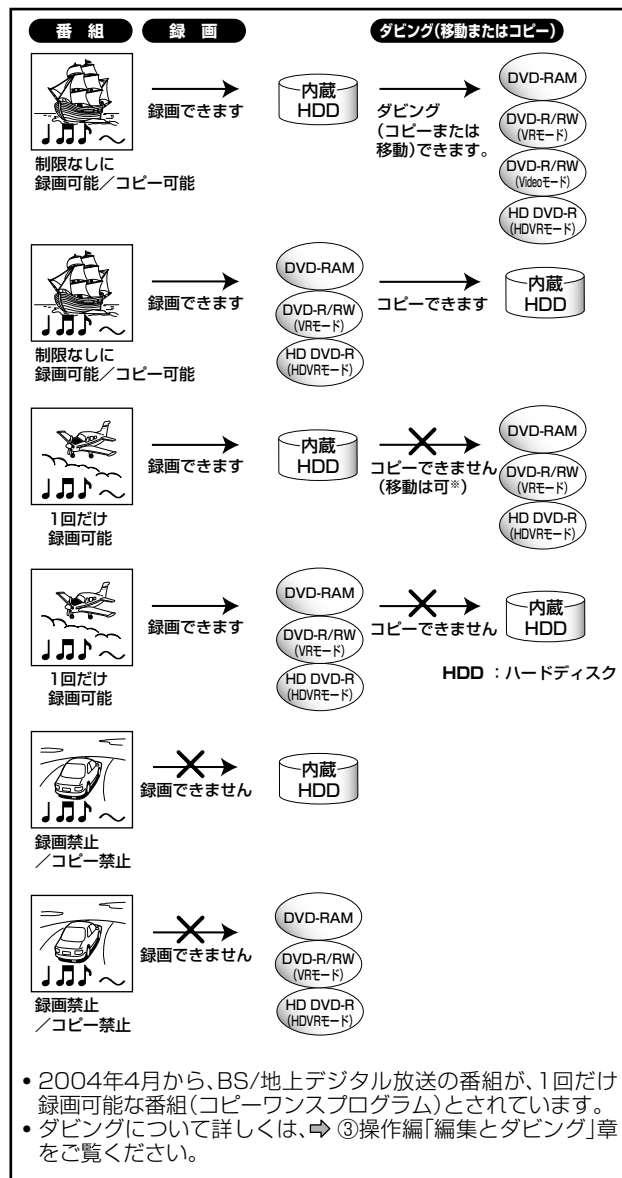 番 組 録 画 ダビング(移動またはコピー)
制限なしに
録画可能／コピー可能
録画できます
内蔵
HDD
ダビング
(コピーまたは
移動)できます。
DVD-RAM
DVD-R/RW
(VRモード)
DVD-R/RW
(Videoモード)
HD DVD-R
(HDVRモード)
制限なしに
録画可能／コピー可能
録画できます
DVD-RAM
DVD-R/RW
(VRモード)
HD DVD-R
(HDVRモード)
コピーできます
内蔵
HDD
1回だけ
録画可能
録画できます
内蔵
HDD
コピーできません
(移動は可※)
DVD-RAM
DVD-R/RW
(VRモード)
HD DVD-R
(HDVRモード)
1回だけ
録画可能
録画できます
DVD-RAM
DVD-R/RW
(VRモード)
HD DVD-R
(HDVRモード)
コピーできません
内蔵
HDD
HDD ：ハードディスク
録画禁止
／コピー禁止
録画できません
内蔵
HDD
録画禁止
／コピー禁止
録画できません
DVD-RAM
DVD-R/RW
(VRモード)
HD DVD-R
(HDVRモード)
• 2004年4月から、BS/地上デジタル放送の番組が、1回だけ
録画可能な番組(コピーワンスプログラム)とされています。
• ダビングについて詳しくは、➡ ③操作編「編集とダビング」章
をご覧ください。